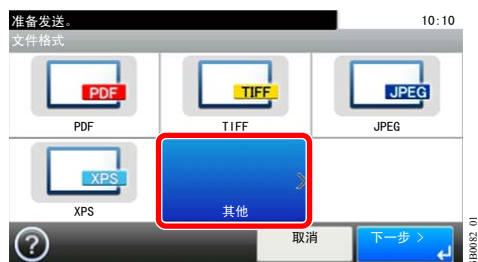 准备发送。 10:10
文件格式
PDF TIFF JPEG
PDF TIFF JPEG
XPS
XPS 其他
? 取消 下一步 >
GB0082_01